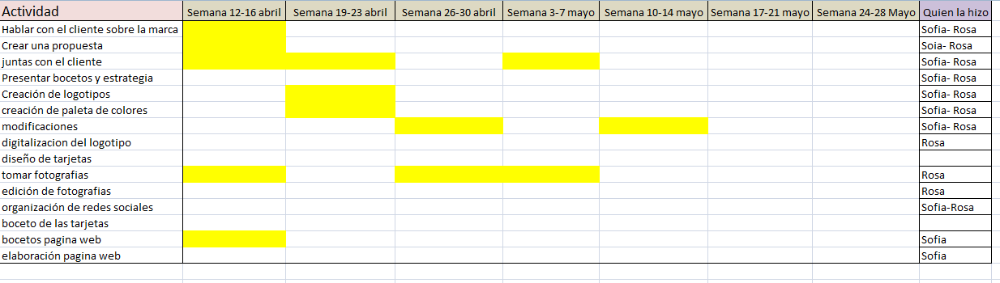 Actividad Semana 12-16 abril Semana 19-23 abril Semana 26-30 abril Semana 3-7 mayo Semana 10-14 mayo Semana 17-21 mayo Semana 24-28 Mayo Quien la hizo
Hablar con el cliente sobre la marca Sofia- Rosa
Crear una propuesta Soia- Rosa
juntas con el cliente Sofia- Rosa
Presentar bocetos y estrategia Sofia- Rosa
Creación de logotipos Sofia- Rosa
creación de paleta de colores Sofia- Rosa
modificaciones Sofia- Rosa
digitalizacion del logotipo Rosa
diseño de tarjetas
tomar fotografias Rosa
edición de fotografias Rosa
organización de redes sociales Sofia-Rosa
boceto de las tarjetas
bocetos pagina web Sofia
elaboración pagina web Sofia